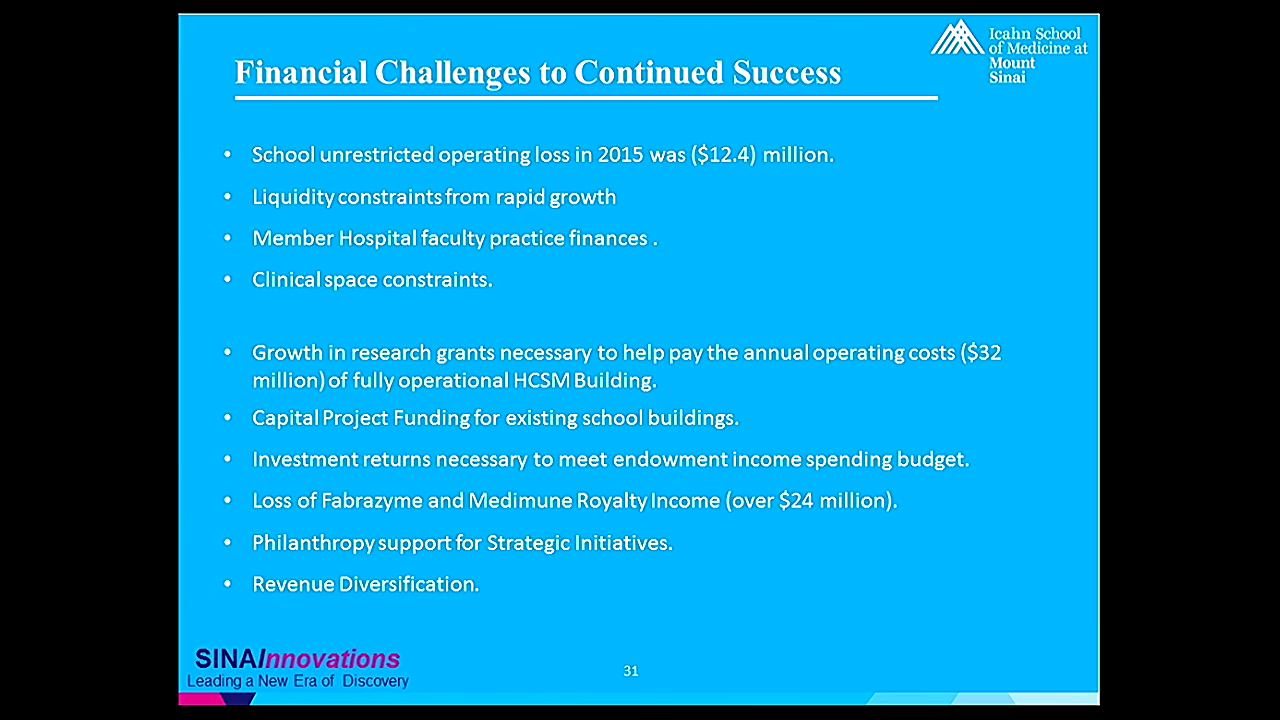 Icahn School
of Medicine at
Mount
Sinai
Financial Challenges to Continued Success
• School unrestricted operating loss in 2015 was ($12.4) million.
• Liquidity constraints from rapid growth
• Member Hospital faculty practice finances .
• Clinical space constraints.
• Growth in research grants necessary to help pay the annual operating costs ($32
million) of fully operational HCSM Building.
• Capital Project Funding for existing school buildings.
• Investment returns necessary to meet endowment income spending budget.
• Loss of Fabrazyme and Medimune Royalty Income (over $24 million).
• Philanthropy support for Strategic Initiatives.
• Revenue Diversification.
SINAInnovations
Leading a New Era of Discovery
31